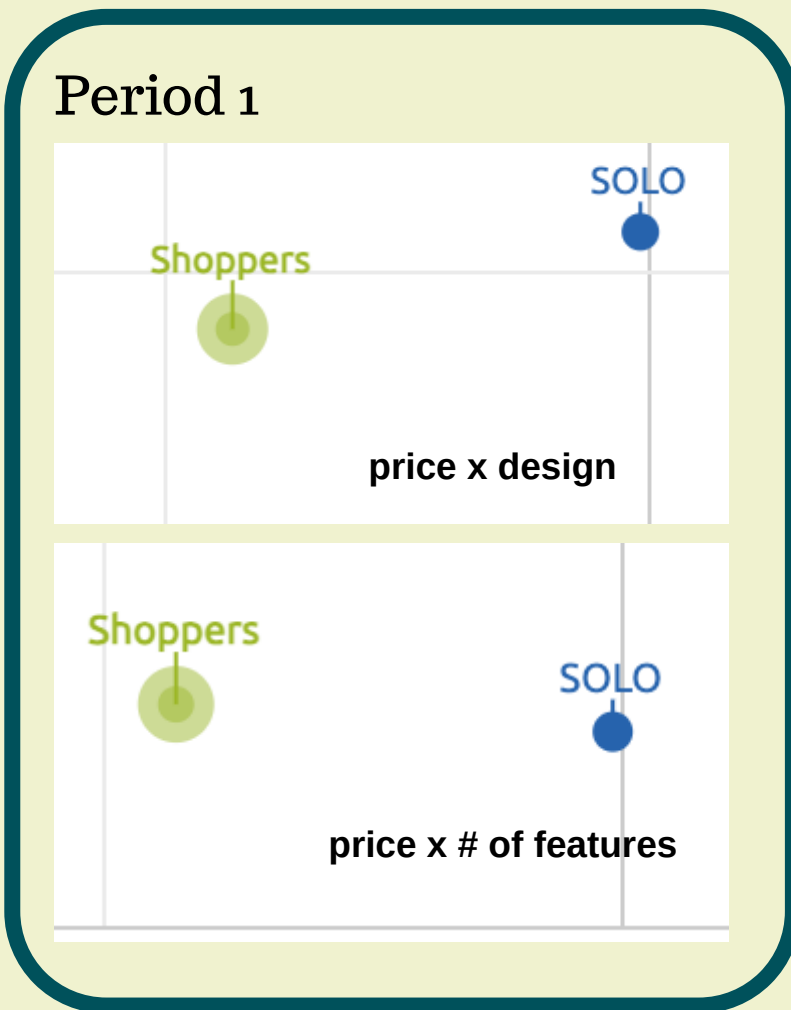 Period 1
SOLO
Shoppers
price x design
Shoppers
SOLO
price x # of features